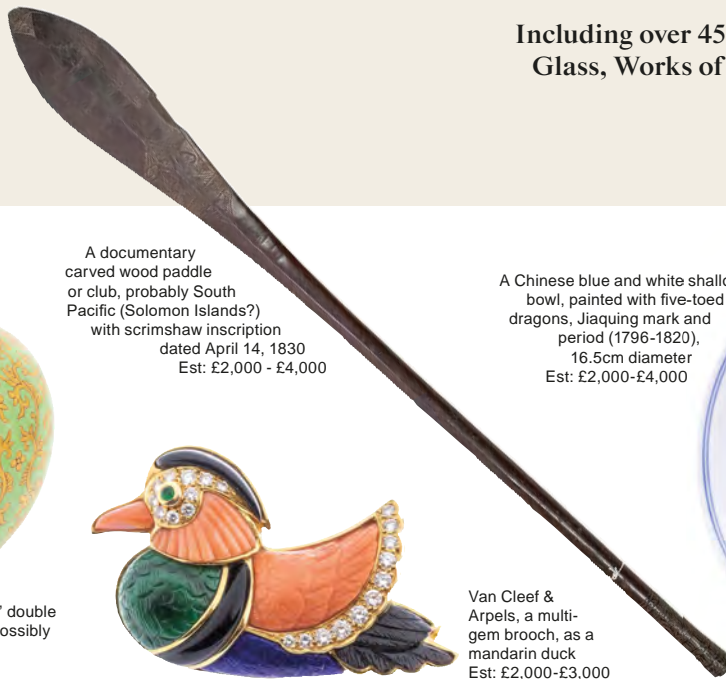 Including over 45
Glass, Works of
A documentary
carved wood paddle
or club, probably South
Pacific (Solomon Islands?)
with scrimshaw inscription
dated April 14, 1830
Est: £2,000 - £4,000
A Chinese blue and white shallo
bowl, painted with five-toed
dragons, Jiaquing mark and
period (1796-1820),
16.5cm diameter
Est: £2,000-£4,000
' double
ossibly
Van Cleef &
Arpels, a multi-
gem brooch, as a
mandarin duck
Est: £2,000-£3,000